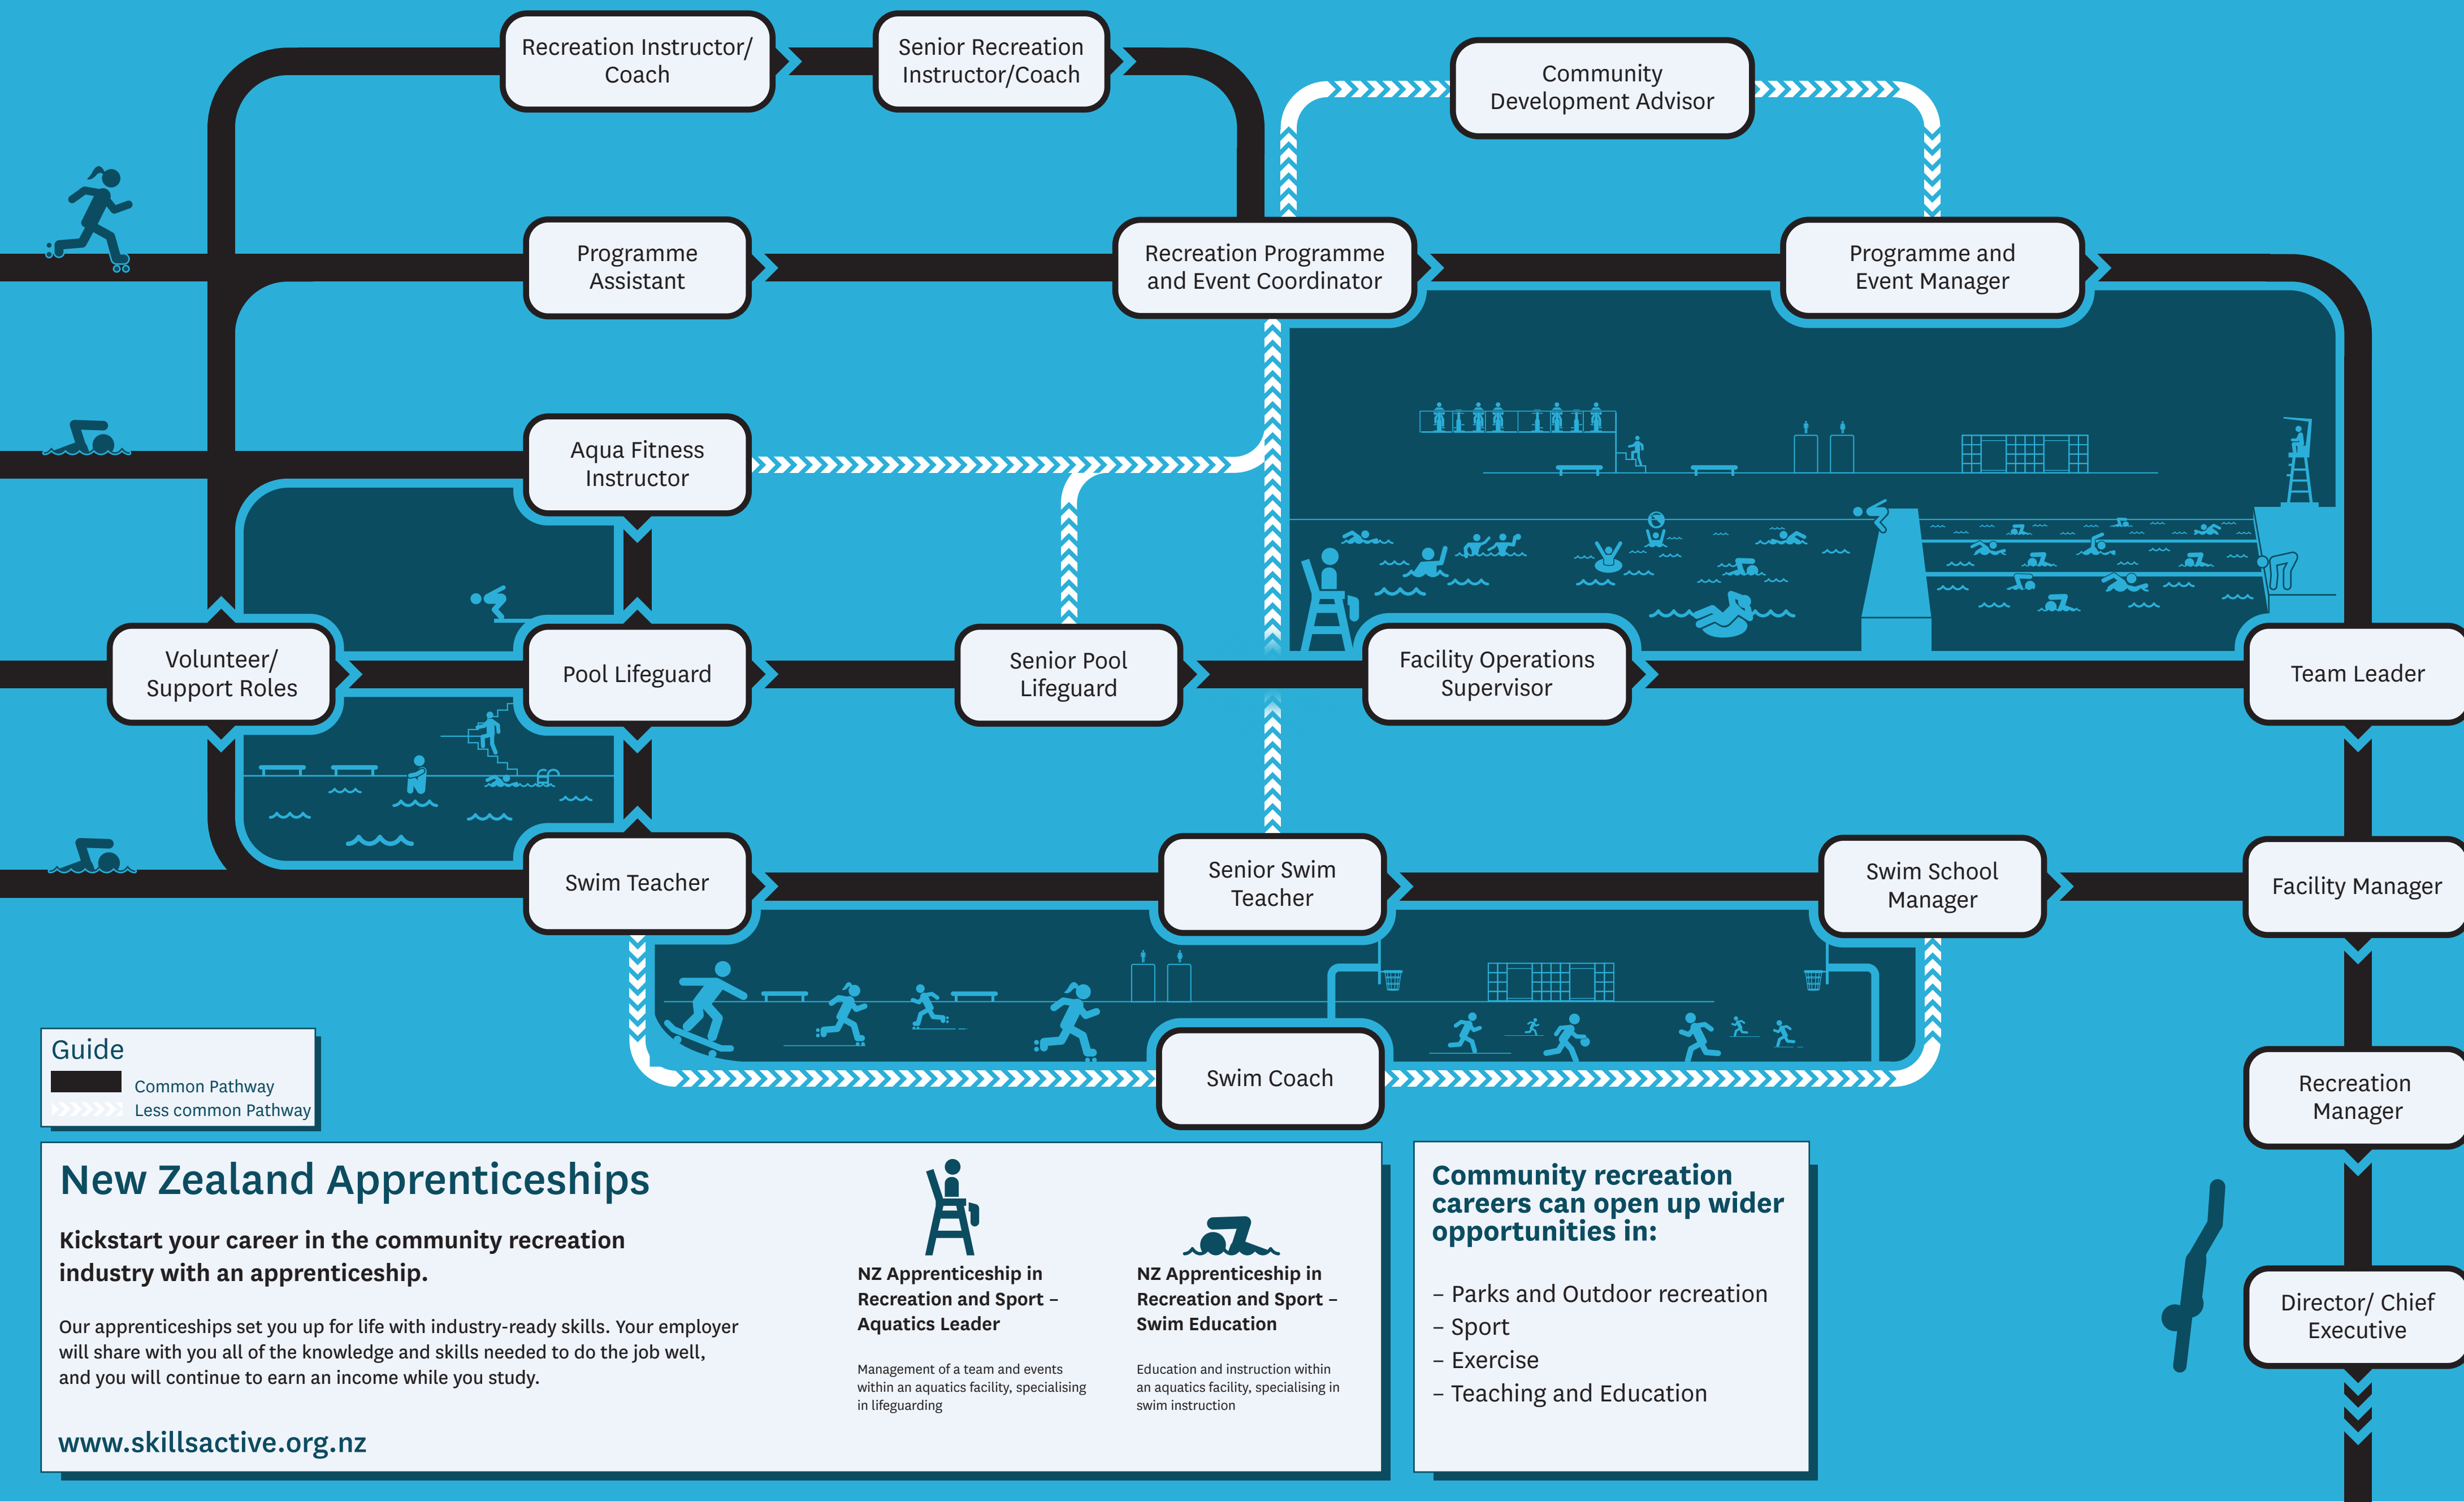 Recreation Instructor/
Coach
Senior Recreation
Instructor/Coach
Community
Development Advisor
Programme
Assistant
Recreation Programme
and Event Coordinator
Programme and
Event Manager
Aqua Fitness
Instructor
Volunteer/
Support Roles
Pool Lifeguard
Senior Pool
Lifeguard
Facility Operations
Supervisor
Team Leader
Swim Teacher
Senior Swim
Teacher
Swim School
Manager
Facility Manager
Swim Coach
Recreation
Manager
Director/ Chief
Executive
Guide
Common Pathway
Less common Pathway
New Zealand Apprenticeships
Kickstart your career in the community recreation
industry with an apprenticeship.
Our apprenticeships set you up for life with industry-ready skills. Your employer
will share with you all of the knowledge and skills needed to do the job well,
and you will continue to earn an income while you study.
www.skillsactive.org.nz
NZ Apprenticeship in
Recreation and Sport –
Aquatics Leader
Management of a team and events
within an aquatics facility, specialising
in lifeguarding
NZ Apprenticeship in
Recreation and Sport –
Swim Education
Education and instruction within
an aquatics facility, specialising in
swim instruction
Community recreation
careers can open up wider
opportunities in:
– Parks and Outdoor recreation
– Sport
– Exercise
– Teaching and Education